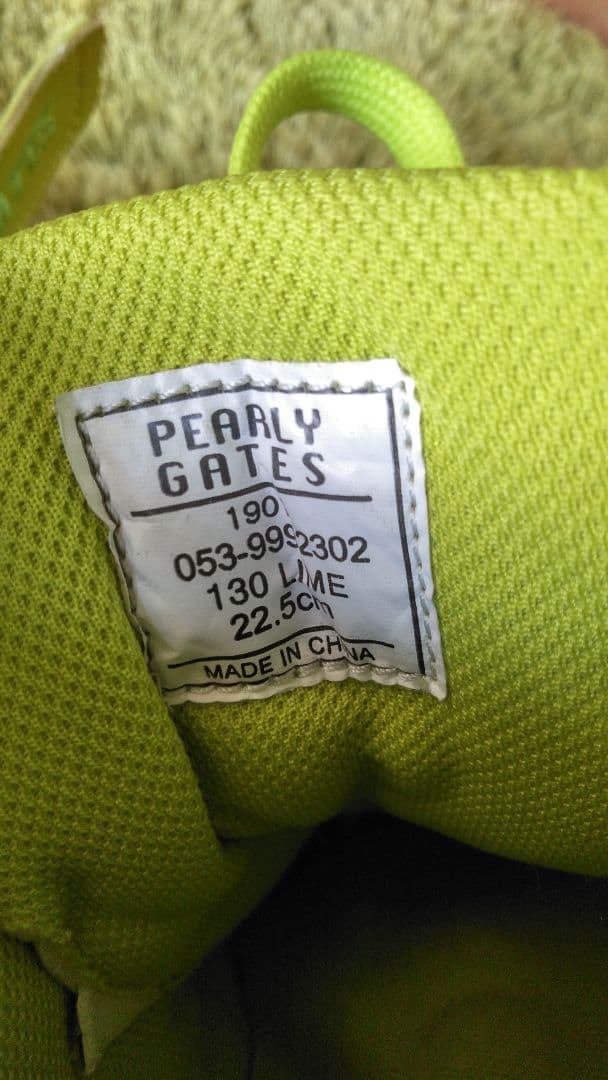 PEARLY
GATES
190
053-9992302
130 LIME
22.5cm
MADE IN CHINA